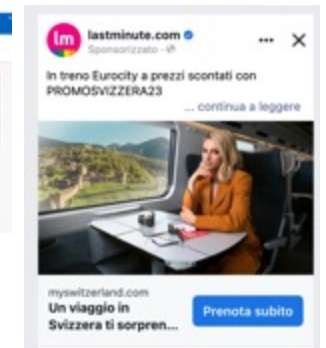 lm
lastminute.com
Sponsorizzato
In treno Eurocity a prezzi scontati con
PROMOSVIZZERA23
... continua a leggere
myswitzerland.com
Un viaggio in
Svizzera ti sorpren...
Prenota subito